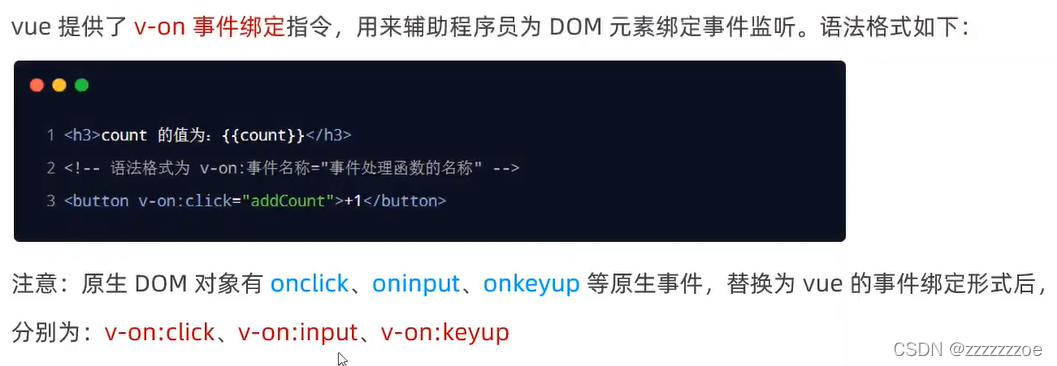 vue 提供了 v-on 事件绑定指令，用来辅助程序员为 DOM 元素绑定事件监听。语法格式如下：
1 <h3>count 的值为：{{count}}</h3>
2 <!-- 语法格式为 v-on:事件名称="事件处理函数的名称" -->
3 <button v-on:click="addCount">+1</button>
注意：原生 DOM 对象有 onclick、oninput、onkeyup 等原生事件，替换为 vue 的事件绑定形式后，
分别为：v-on:click、v-on:input、v-on:keyup
CSDN @zzzzzzzoe